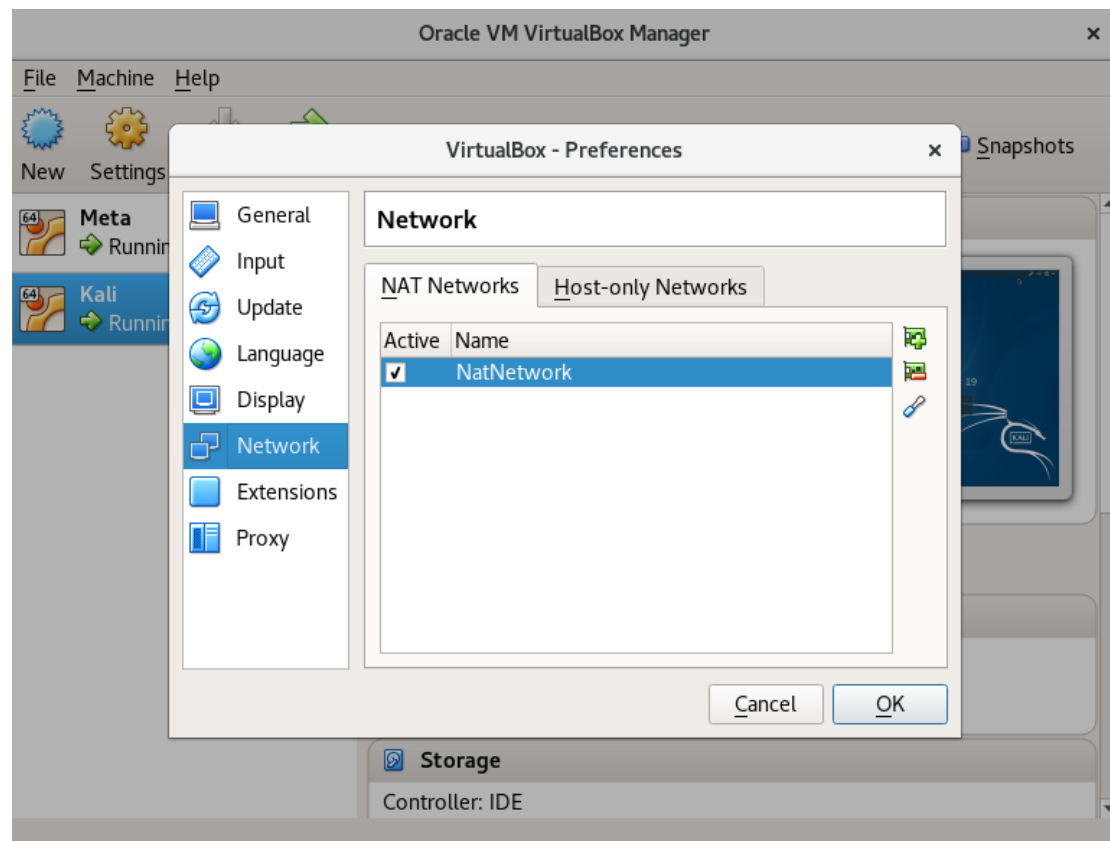 Oracle VM VirtualBox Manager
File Machine Help
New Settings
Snapshots
Meta
Runnin
Kali
Runnin
VirtualBox - Preferences
General
Input
Update
Language
Display
Network
Extensions
Proxy
Network
NAT Networks Host-only Networks
Active Name
NatNetwork
Cancel OK
19
KALI
Storage
Controller: IDE